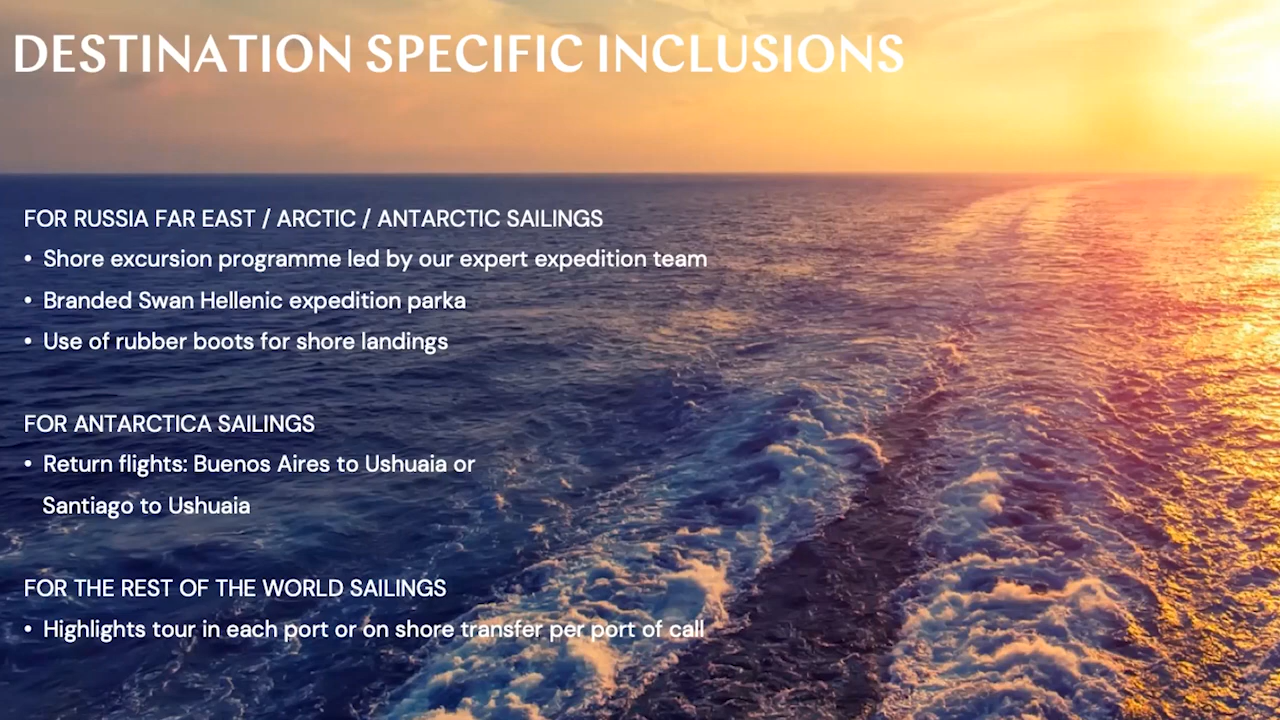 DESTINATION SPECIFIC INCLUSIONS
FOR RUSSIA FAR EAST / ARCTIC / ANTARCTIC SAILINGS
• Shore excursion programme led by our expert expedition team
• Branded Swan Hellenic expedition parka
• Use of rubber boots for shore landings
FOR ANTARCTICA SAILINGS
• Return flights: Buenos Aires to Ushuaia or
Santiago to Ushuaia
FOR THE REST OF THE WORLD SAILINGS
• Highlights tour in each port or on shore transfer per port of call